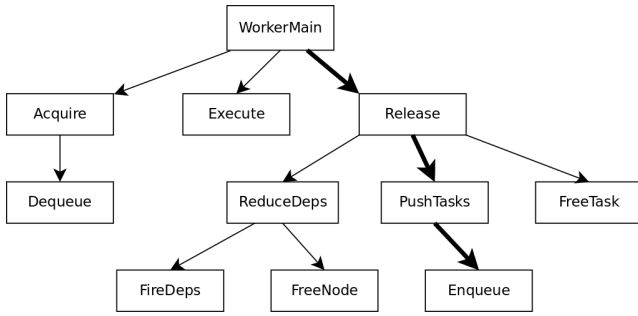 WorkerMain
Acquire
Execute
Release
Dequeue
ReduceDeps
PushTasks
FreeTask
FireDeps
FreeNode
Enqueue